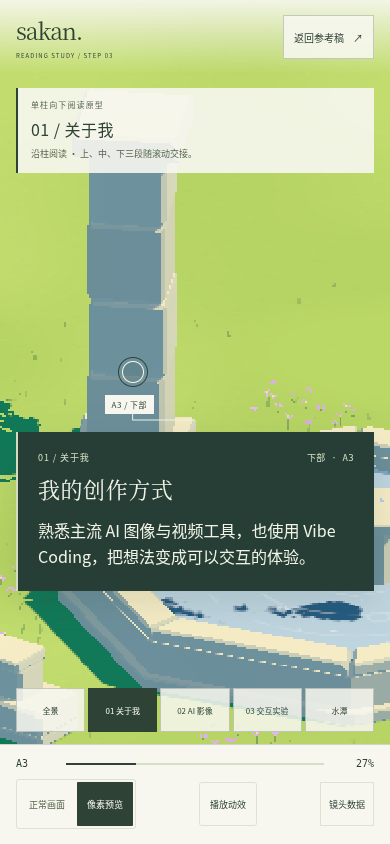 sakan.
READING STUDY / STEP 03
返回参考稿 ↗
单柱向下阅读原型
01 / 关于我
沿柱阅读 · 上、中、下三段随滚动交接。
A3 / 下部
01 / 关于我
下部 · A3
我的创作方式
熟悉主流 AI 图像与视频工具，也使用 Vibe
Coding，把想法变成可以交互的体验。
全景
01 关于我
02 AI 影像
03 交互实验
水潭
A3
27%
正常画面
像素预览
播放动效
镜头数据